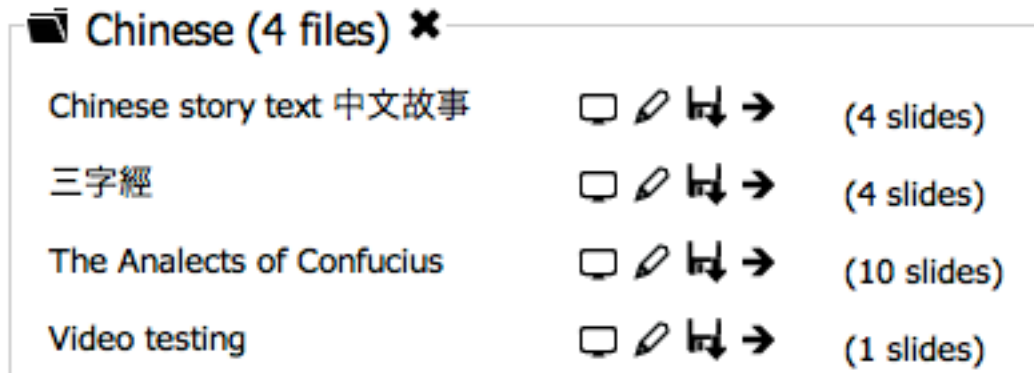 Chinese (4 files)
Chinese story text 中文故事 (4 slides)
三字經 (4 slides)
The Analects of Confucius (10 slides)
Video testing (1 slides)